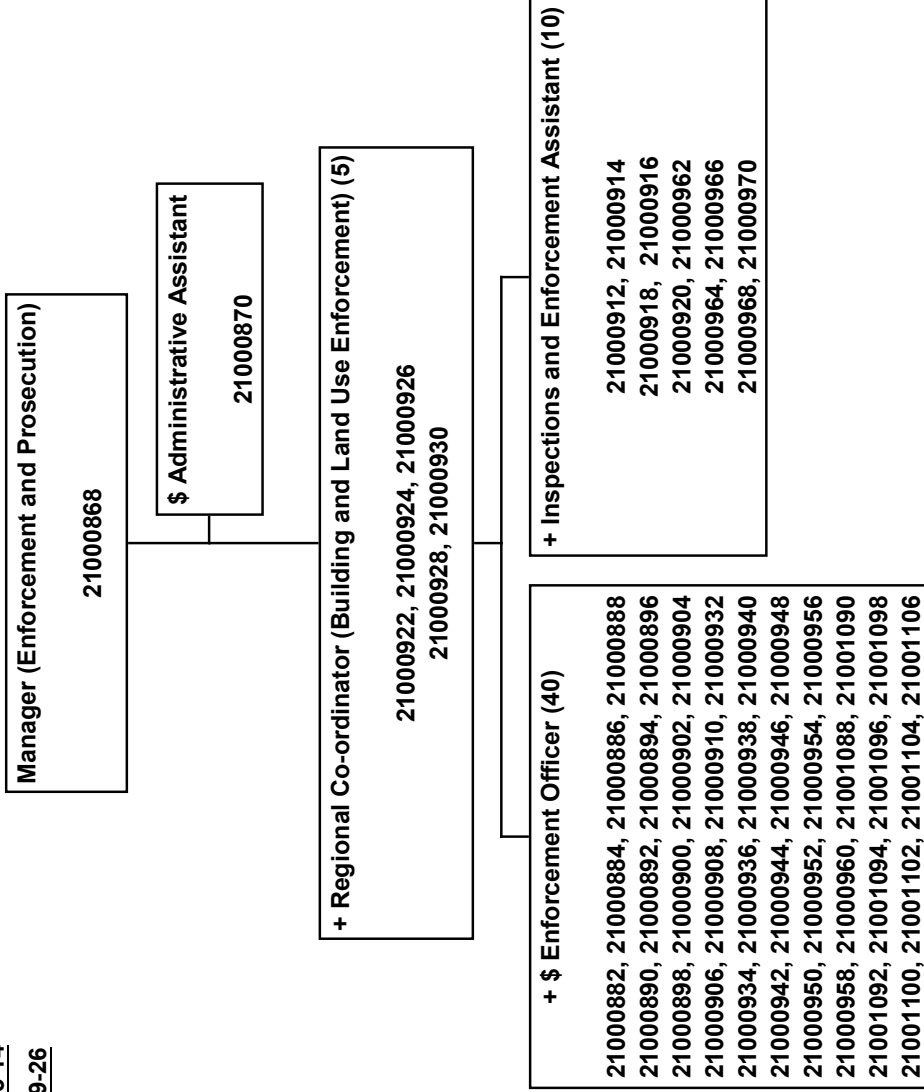 9-26
Manager (Enforcement and Prosecution)
21000868
$ Administrative Assistant
21000870
+ Regional Co-ordinator (Building and Land Use Enforcement) (5)
21000922, 21000924, 21000926
21000928, 21000930
+ $ Enforcement Officer (40)
21000882, 21000884, 21000886, 21000888
21000890, 21000892, 21000894, 21000896
21000898, 21000900, 21000902, 21000904
21000906, 21000908, 21000910, 21000932
21000934, 21000936, 21000938, 21000940
21000942, 21000944, 21000946, 21000948
21000950, 21000952, 21000954, 21000956
21000958, 21000960, 21001088, 21001090
21001092, 21001094, 21001096, 21001098
21001100, 21001102, 21001104, 21001106
+ Inspections and Enforcement Assistant (10)
21000912, 21000914
21000918, 21000916
21000920, 21000962
21000964, 21000966
21000968, 21000970